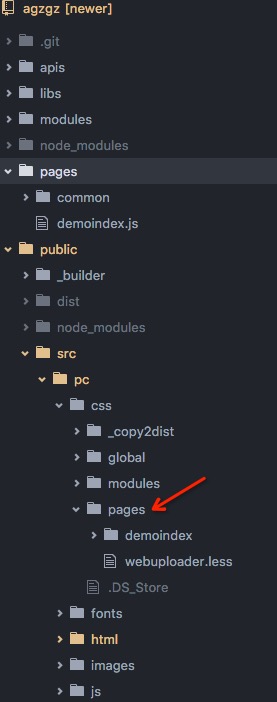 agzgz [newer]
.git
apis
libs
modules
node_modules
pages
common
demoindex.js
public
_builder
dist
node_modules
src
pc
css
_copy2dist
global
modules
pages
demoindex
webuploader.less
.DS_Store
fonts
html
images
js